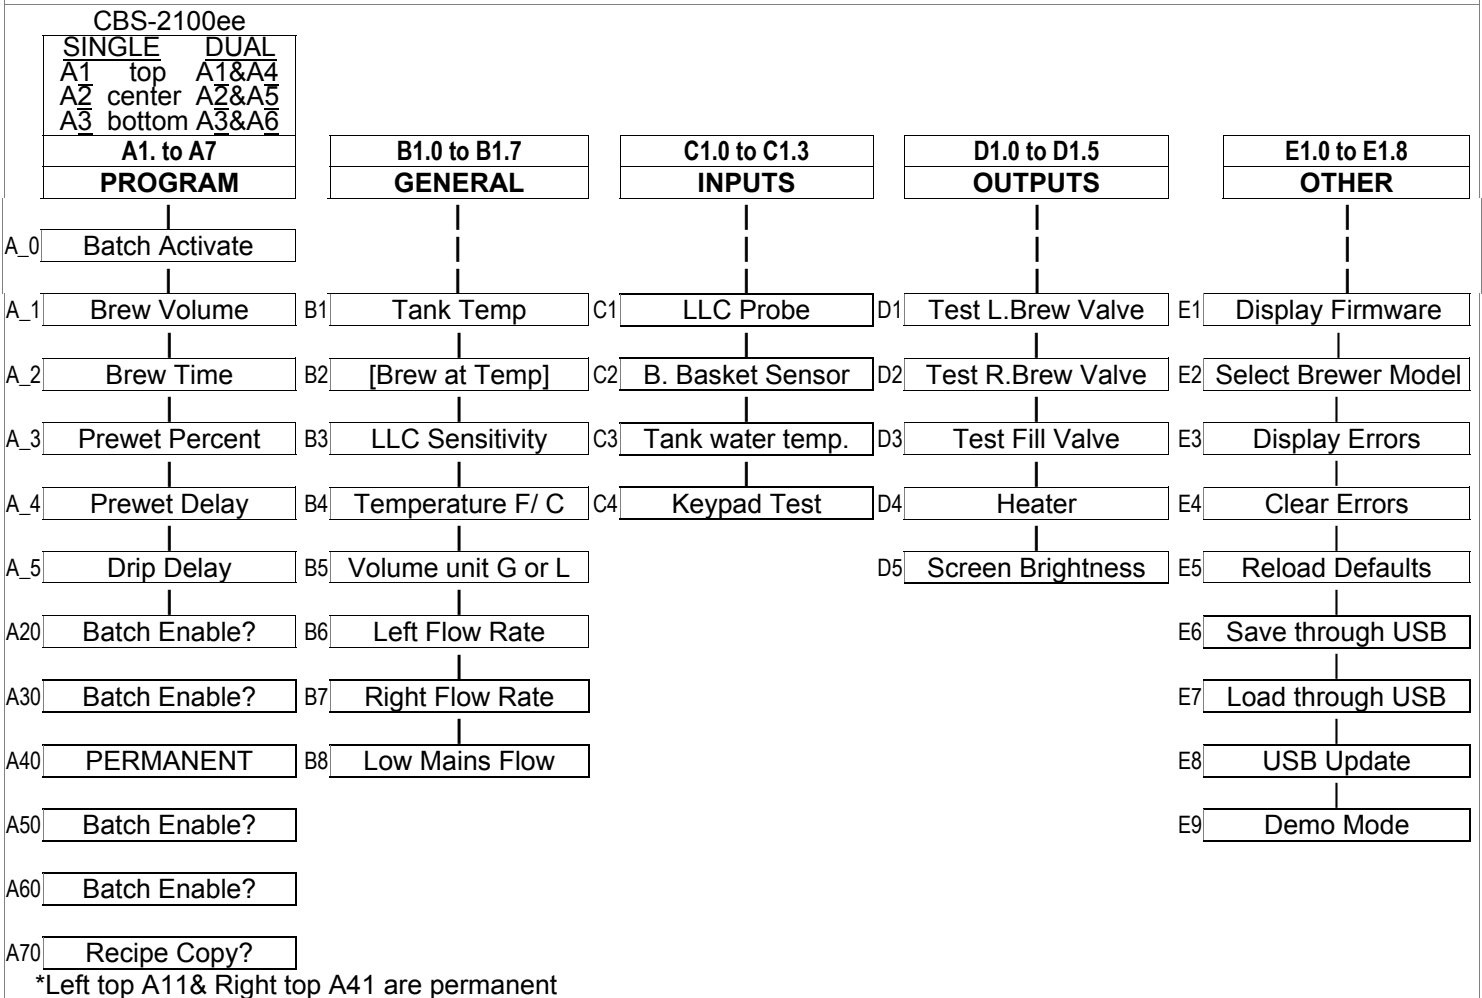 CBS-2100ee
SINGLE DUAL
A1 top A1&A4
A2 center A2&A5
A3 bottom A3&A6
A1. to A7
PROGRAM
A_0 Batch Activate
A_1 Brew Volume
A_2 Brew Time
A_3 Prewet Percent
A_4 Prewet Delay
A_5 Drip Delay
A20 Batch Enable?
A30 Batch Enable?
A40 PERMANENT
A50 Batch Enable?
A60 Batch Enable?
A70 Recipe Copy?
*Left top A11& Right top A41 are permanent
B1.0 to B1.7
GENERAL
B1 Tank Temp
B2 [Brew at Temp]
B3 LLC Sensitivity
B4 Temperature F/ C
B5 Volume unit G or L
B6 Left Flow Rate
B7 Right Flow Rate
B8 Low Mains Flow
C1.0 to C1.3
INPUTS
C1 LLC Probe
C2 B. Basket Sensor
C3 Tank water temp.
C4 Keypad Test
D1.0 to D1.5
OUTPUTS
D1 Test L.Brew Valve
D2 Test R.Brew Valve
D3 Test Fill Valve
D4 Heater
D5 Screen Brightness
E1.0 to E1.8
OTHER
E1 Display Firmware
E2 Select Brewer Model
E3 Display Errors
E4 Clear Errors
E5 Reload Defaults
E6 Save through USB
E7 Load through USB
E8 USB Update
E9 Demo Mode